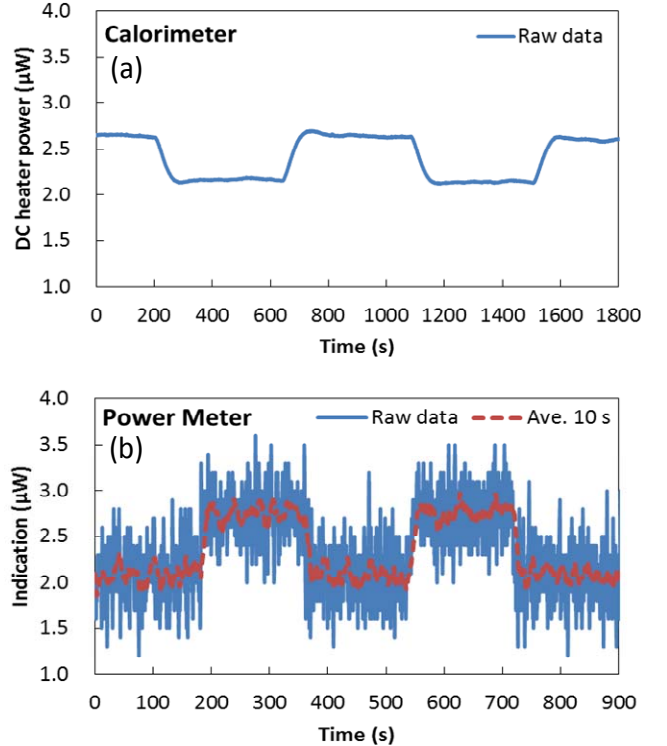 Calorimeter
Raw data
(a)
DC heater power (µW)
4.0
3.5
3.0
2.5
2.0
1.5
1.0
0 200 400 600 800 1000 1200 1400 1600 1800
Time (s)
Power Meter
Raw data Ave. 10 s
(b)
Indication (µW)
4.0
3.5
3.0
2.5
2.0
1.5
1.0
0 100 200 300 400 500 600 700 800 900
Time (s)